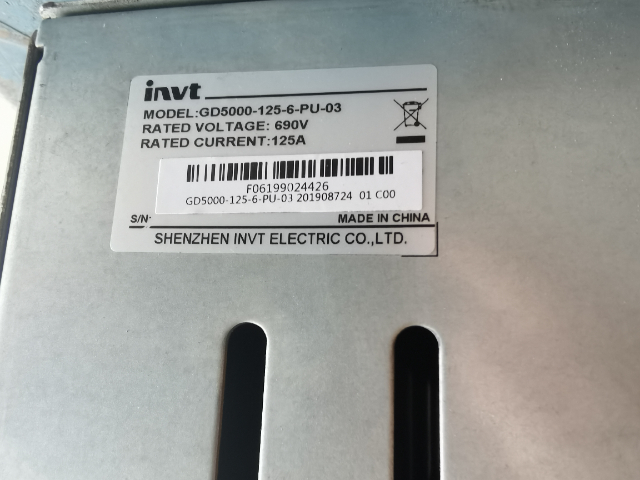 invt
MODEL:GD5000-125-6-PU-03
RATED VOLTAGE: 690V
RATED CURRENT:125A
F06199024426
GD5000-125-6-PU-03 201908724 01 C00
S/N:
MADE IN CHINA
SHENZHEN INVT ELECTRIC CO.,LTD.